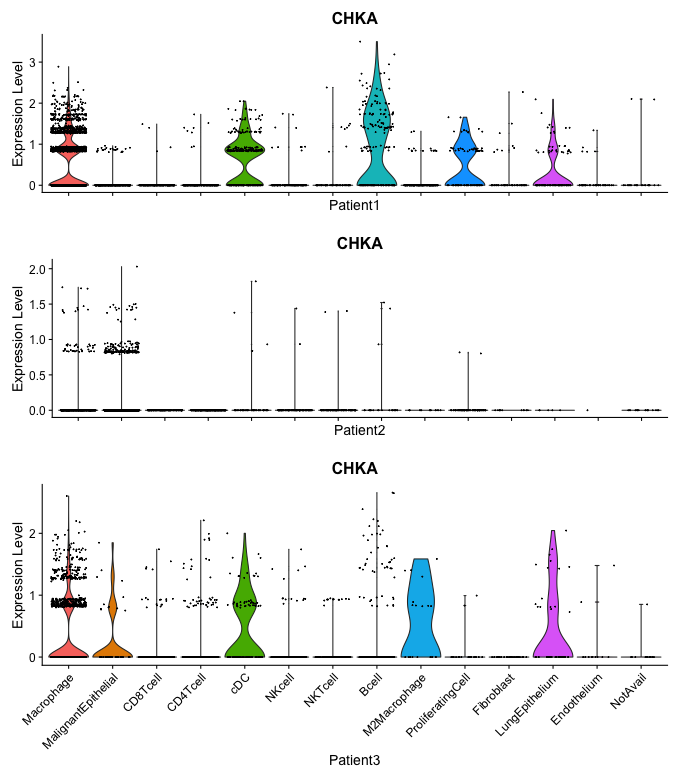 CHKA
Expression Level
3
2
1
0
Patient1
CHKA
Expression Level
2.0
1.5
1.0
0.5
0.0
Patient2
CHKA
Expression Level
2
1
0
Macrophage
MalignantEpithelial
CD8Tcell
CD4Tcell
cDC
NKcell
NKTcell
Bcell
M2Macrophage
ProliferatingCell
Fibroblast
LungEpithelium
Endothelium
NotAvail
Patient3